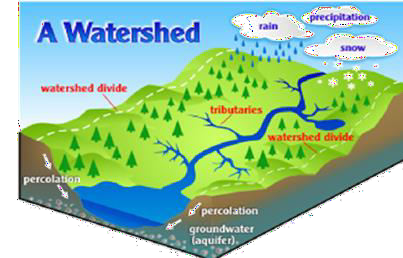 A Watershed
precipitation
rain
snow
watershed divide
tributaries
watershed divide
percolation
percolation
groundwater
(aquifer)